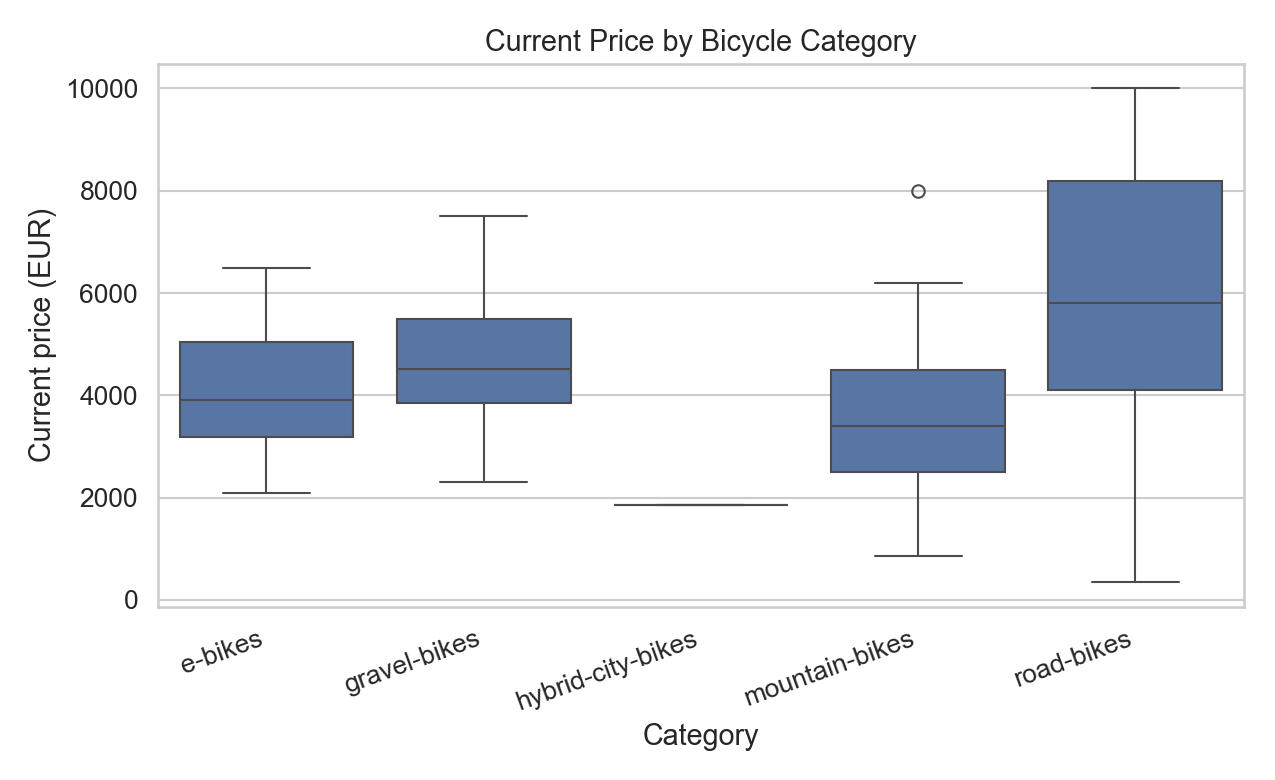 Current Price by Bicycle Category
Current price (EUR)
10000
8000
6000
4000
2000
0
e-bikes
gravel-bikes
hybrid-city-bikes
mountain-bikes
road-bikes
Category